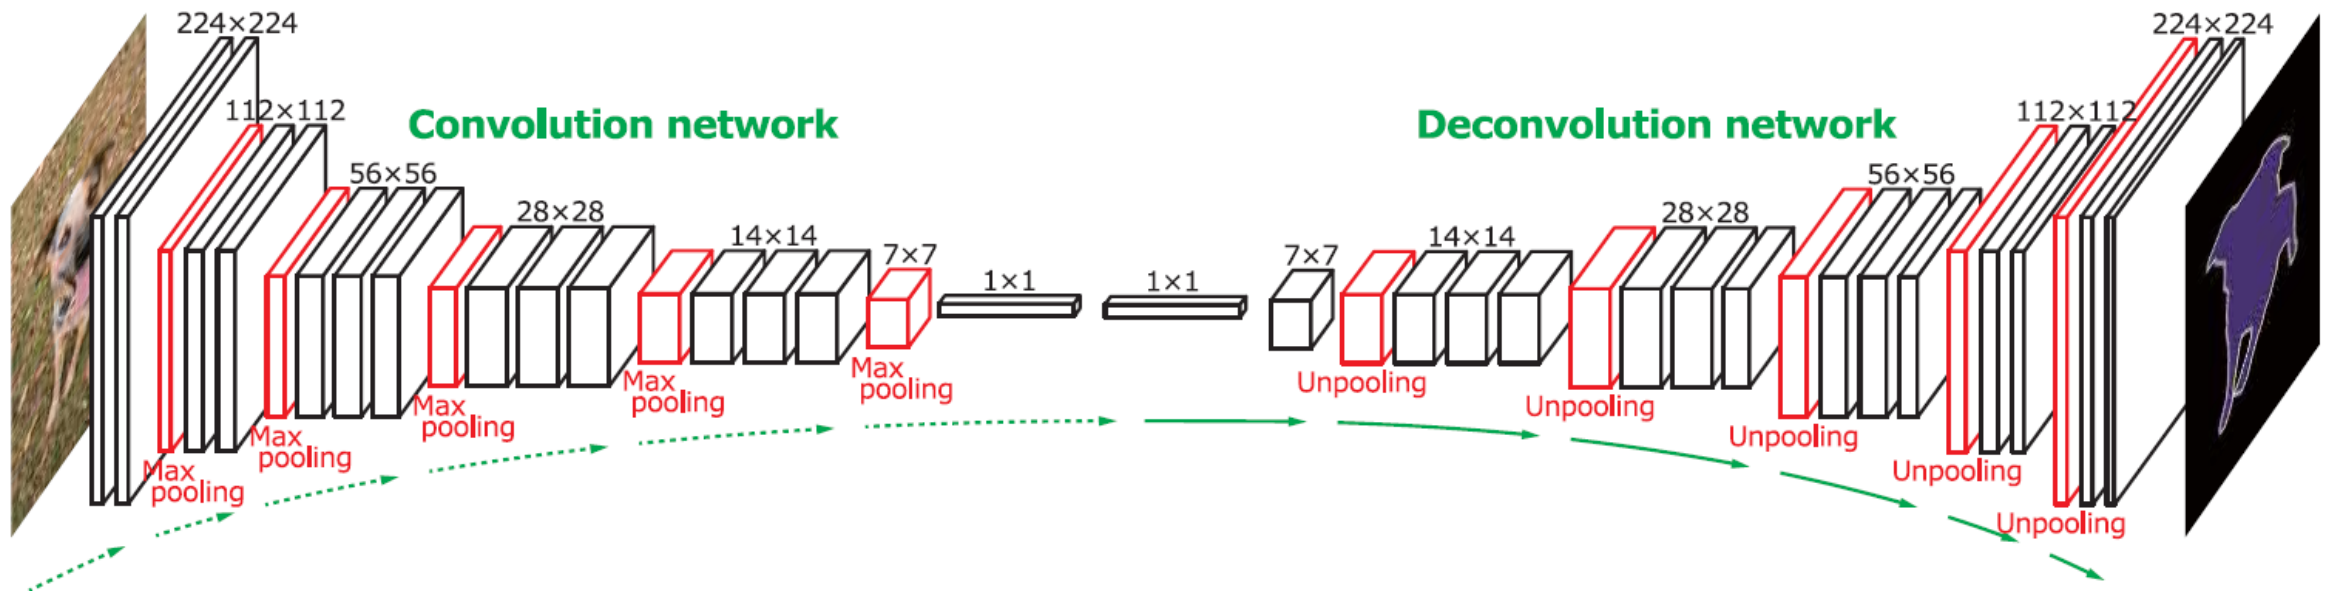 224×224
112×112
Convolution network
56×56
28×28
14×14
7×7
1×1
1×1
Max
pooling
Max
pooling
Max
pooling
Max
pooling
Max
pooling
Deconvolution network
7×7
14×14
28×28
56×56
112×112
224×224
Unpooling
Unpooling
Unpooling
Unpooling
Unpooling